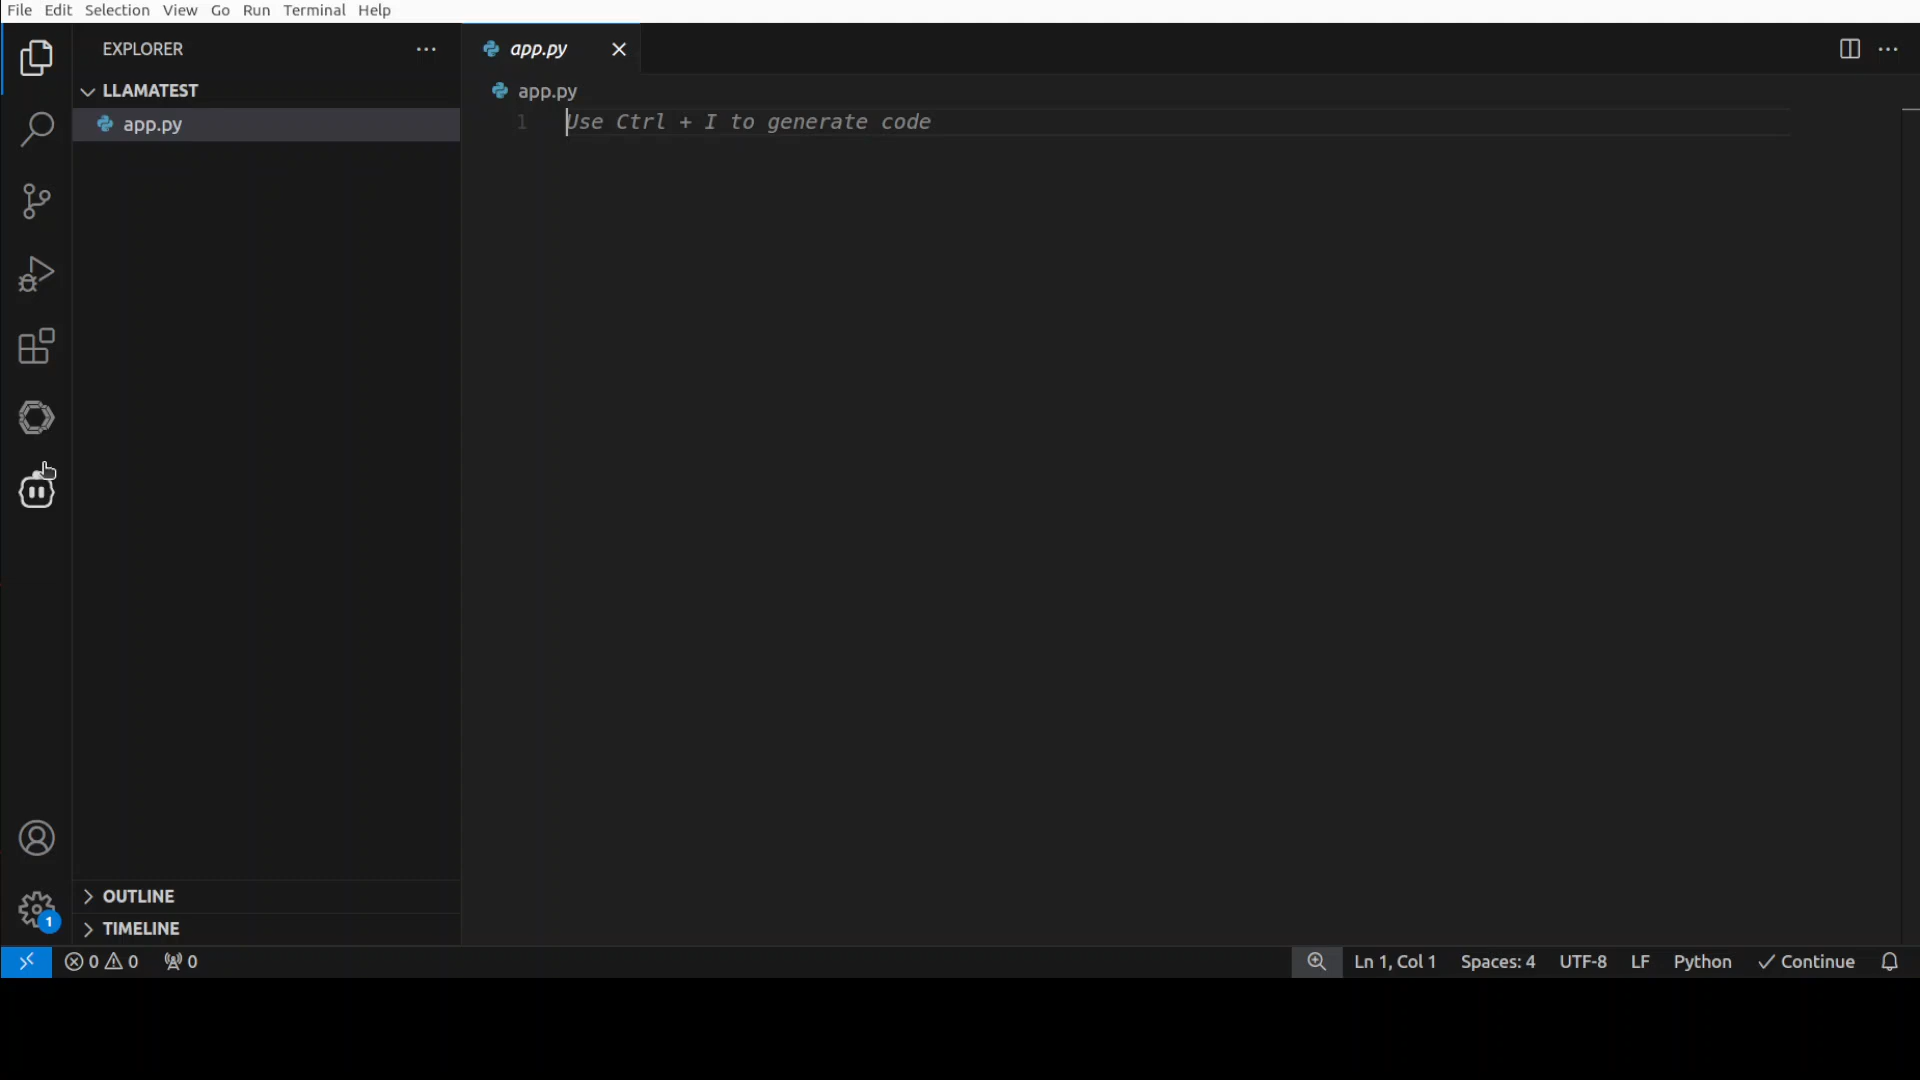 File Edit Selection View Go Run Terminal Help
EXPLORER
LLAMATEST
app.py
OUTLINE
TIMELINE
app.py
app.py
1 Use Ctrl + I to generate code
1
0 0 0
Ln 1, Col 1 Spaces: 4 UTF-8 LF Python Continue